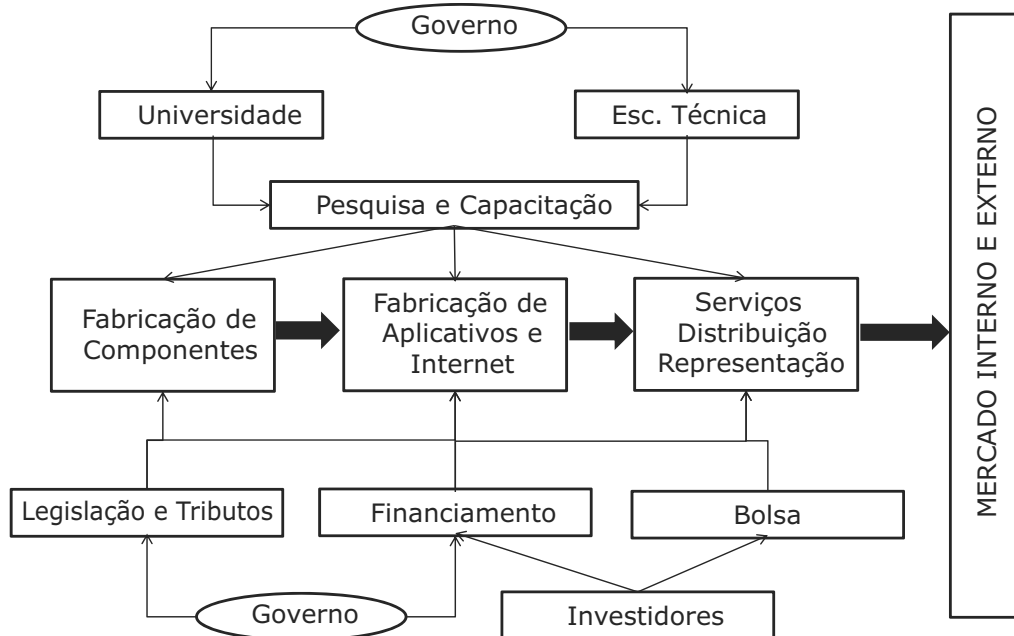 Governo
Universidade
Esc. Técnica
Pesquisa e Capacitação
Fabricação de
Componentes
Fabricação de
Aplicativos e
Internet
Serviços
Distribuição
Representação
MERCADO INTERNO E EXTERNO
Legislação e Tributos
Financiamento
Bolsa
Governo
Investidores